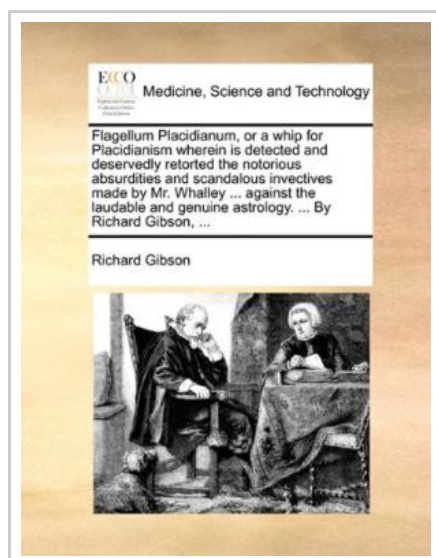 ECCO
Medicine, Science and Technology
Flagellum Placidianum, or a whip for
Placidianism wherein is detected and
deservedly retorted the notorious
absurdities and scandalous invectives
made by Mr. Whalley ... against the
laudable and genuine astrology. ... By
Richard Gibson, ...
Richard Gibson